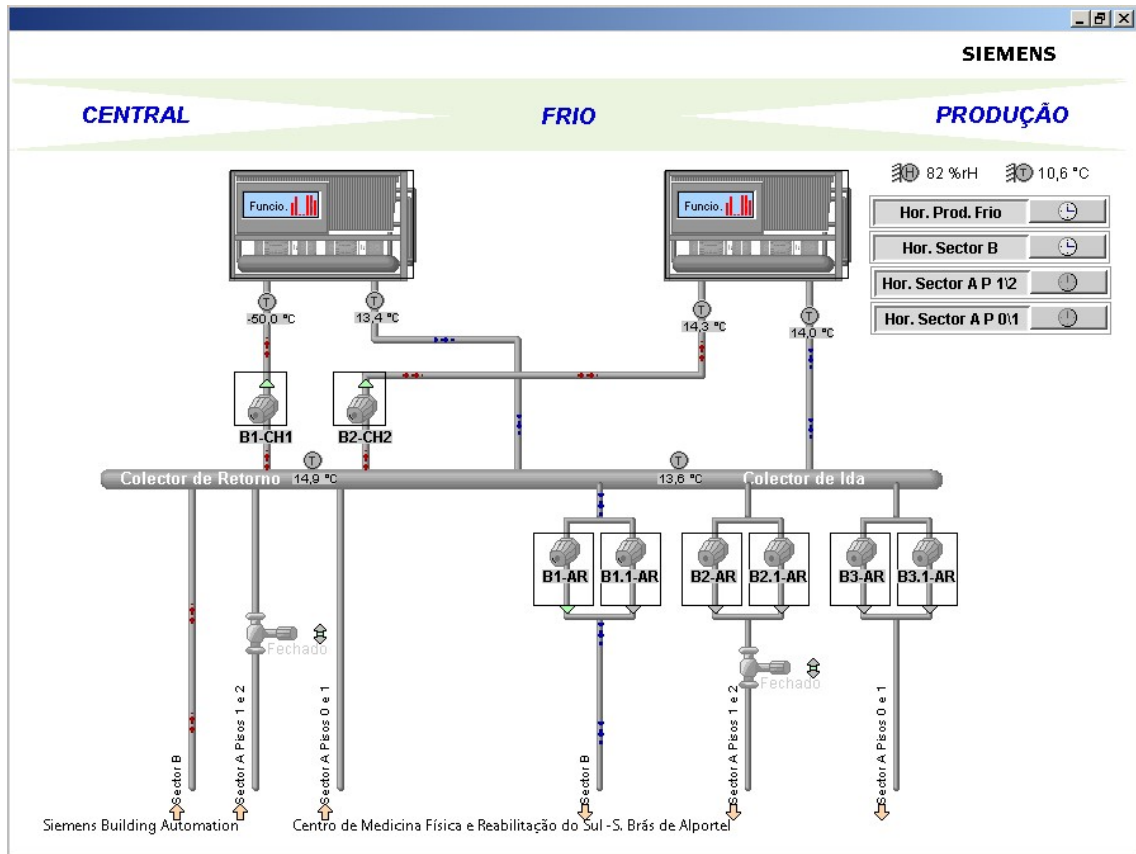 SIEMENS
CENTRAL FRIO PRODUÇÃO
82 %rH 10,6 °C
Hor. Prod. Frio
Hor. Sector B
Hor. Sector A P 1\2
Hor. Sector A P 0\1
Funcio. Funcio.
-50,0 °C 13,4 °C 14,3 °C 14,0 °C
B1-CH1 B2-CH2
Colector de Retorno 14,9 °C 13,6 °C Colector de Ida
B1-AR B1.1-AR B2-AR B2.1-AR B3-AR B3.1-AR
Fechado
Fechado
Sector B
Sector A Pisos 1 e 2
Sector A Pisos 0 e 1
Sector B
Sector A Pisos 1 e 2
Sector A Pisos 0 e 1
Siemens Building Automation Centro de Medicina Física e Reabilitação do Sul -S. Brás de Alportel